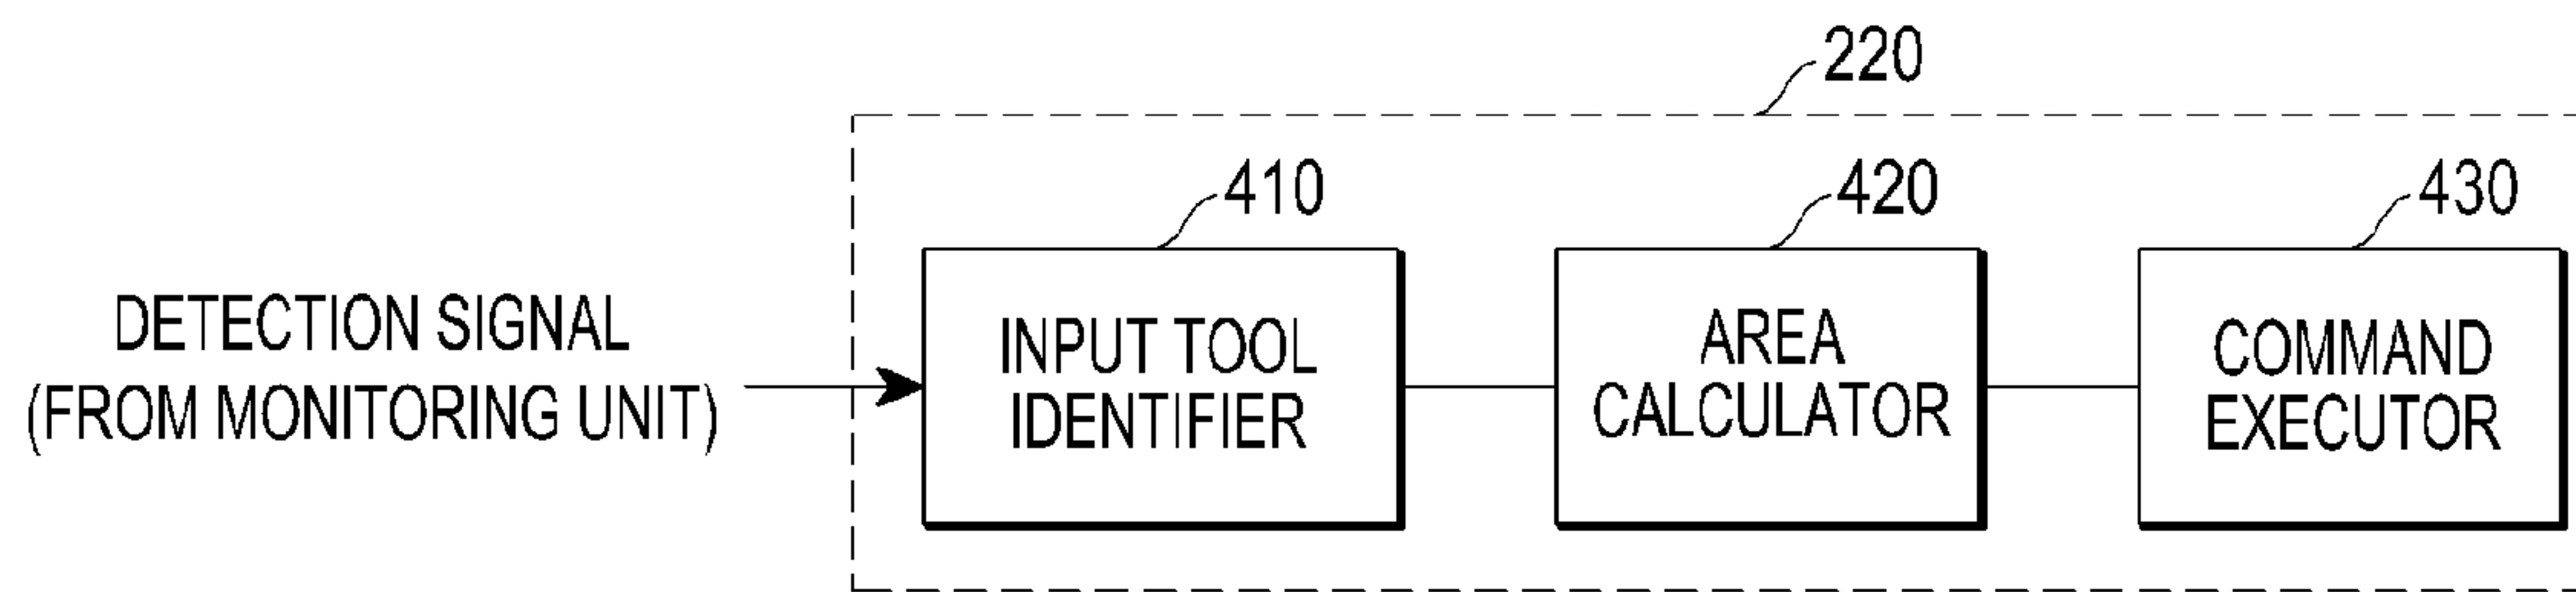 220
410
420
430
DETECTION SIGNAL
(FROM MONITORING UNIT)
INPUT TOOL
IDENTIFIER
AREA
CALCULATOR
COMMAND
EXECUTOR